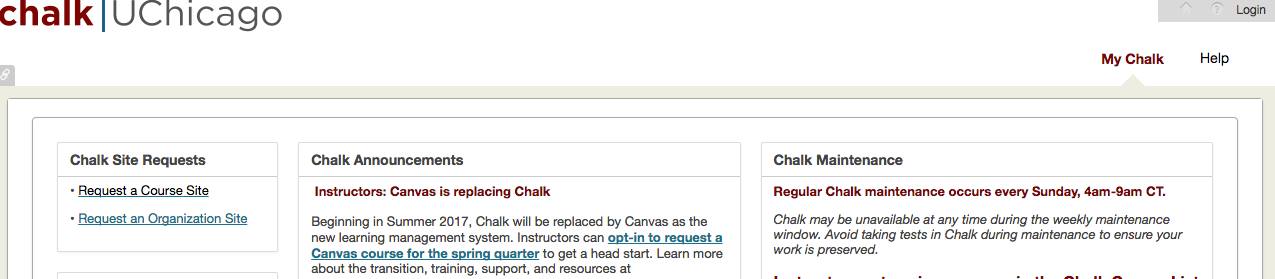 chalk | UChicago
Login
My Chalk
Help
Chalk Site Requests
• Request a Course Site
• Request an Organization Site
Chalk Announcements
Instructors: Canvas is replacing Chalk
Beginning in Summer 2017, Chalk will be replaced by Canvas as the
new learning management system. Instructors can opt-in to request a
Canvas course for the spring quarter to get a head start. Learn more
about the transition, training, support, and resources at
Chalk Maintenance
Regular Chalk maintenance occurs every Sunday, 4am-9am CT.
Chalk may be unavailable at any time during the weekly maintenance
window. Avoid taking tests in Chalk during maintenance to ensure your
work is preserved.